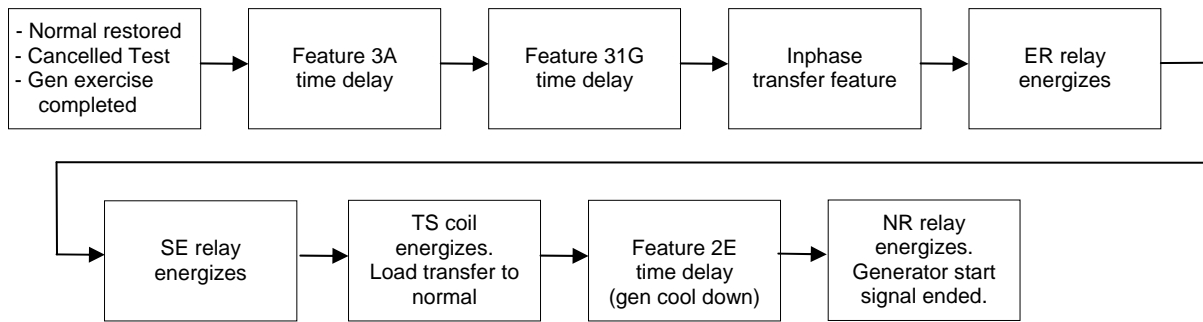 - Normal restored
- Cancelled Test
- Gen exercise
completed
Feature 3A
time delay
Feature 31G
time delay
Inphase
transfer feature
ER relay
energizes
SE relay
energizes
TS coil
energizes.
Load transfer to
normal
Feature 2E
time delay
(gen cool down)
NR relay
energizes.
Generator start
signal ended.